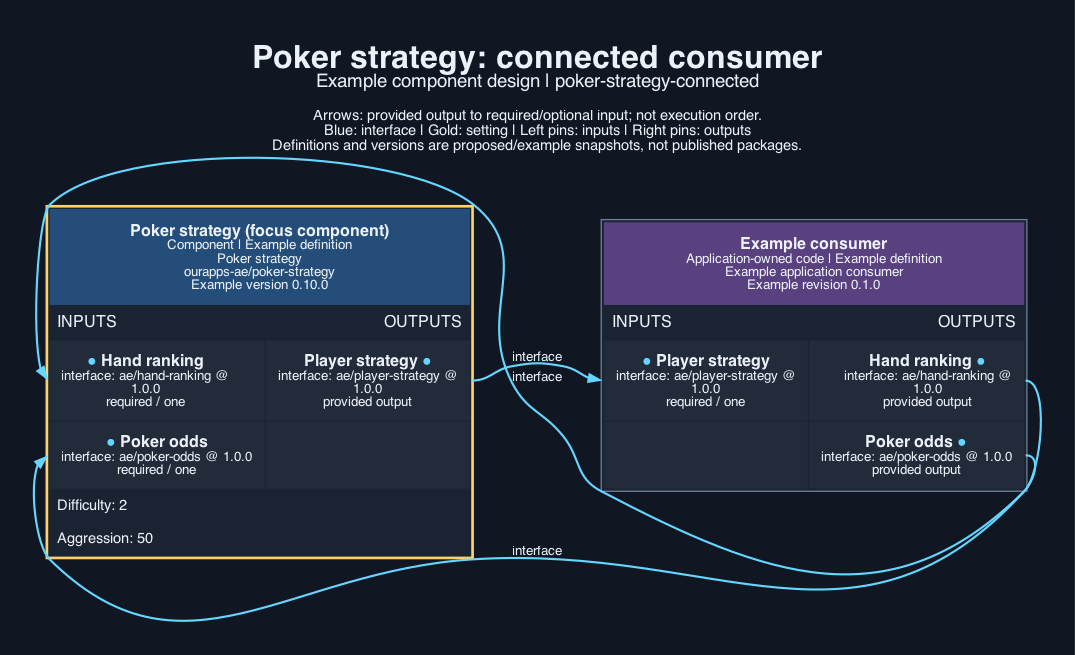 Poker strategy: connected consumer
Example component design | poker-strategy-connected
Arrows: provided output to required/optional input; not execution order.
Blue: interface | Gold: setting | Left pins: inputs | Right pins: outputs
Definitions and versions are proposed/example snapshots, not published packages.
Poker strategy (focus component)
Component | Example definition
Poker strategy
ourapps-ae/poker-strategy
Example version 0.10.0
INPUTS
OUTPUTS
● Hand ranking
interface: ae/hand-ranking @
1.0.0
required / one
Player strategy ●
interface: ae/player-strategy @
1.0.0
provided output
● Poker odds
interface: ae/poker-odds @ 1.0.0
required / one
Difficulty: 2
Aggression: 50
interface
interface
interface
Example consumer
Application-owned code | Example definition
Example application consumer
Example revision 0.1.0
INPUTS
OUTPUTS
● Player strategy
interface: ae/player-strategy @
1.0.0
required / one
Hand ranking ●
interface: ae/hand-ranking @
1.0.0
provided output
Poker odds ●
interface: ae/poker-odds @ 1.0.0
provided output